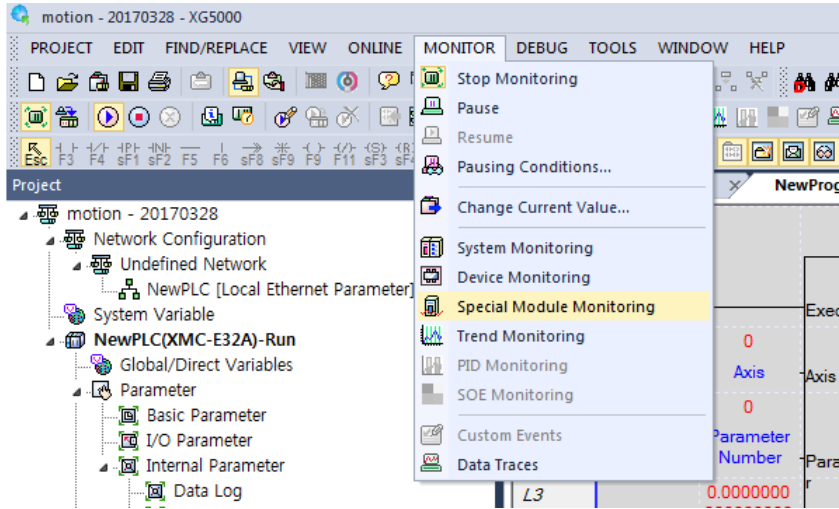 motion - 20170328 - XG5000
PROJECT EDIT FIND/REPLACE VIEW ONLINE MONITOR DEBUG TOOLS WINDOW HELP
Esc F3 F4 sF1 sF2 F5 F6 sF8 sF9 F9 F11 sF3 sF4
Stop Monitoring
Pause
Resume
Pausing Conditions...
Change Current Value...
System Monitoring
Device Monitoring
Special Module Monitoring
Trend Monitoring
PID Monitoring
SOE Monitoring
Custom Events
Data Traces
Project
motion - 20170328
Network Configuration
Undefined Network
NewPLC [Local Ethernet Parameter]
System Variable
NewPLC(XMC-E32A)-Run
Global/Direct Variables
Parameter
Basic Parameter
I/O Parameter
Internal Parameter
Data Log
NewProg
Exec
0
Axis
Axis
0
Parameter
Number
Para
r
L3
0.0000000